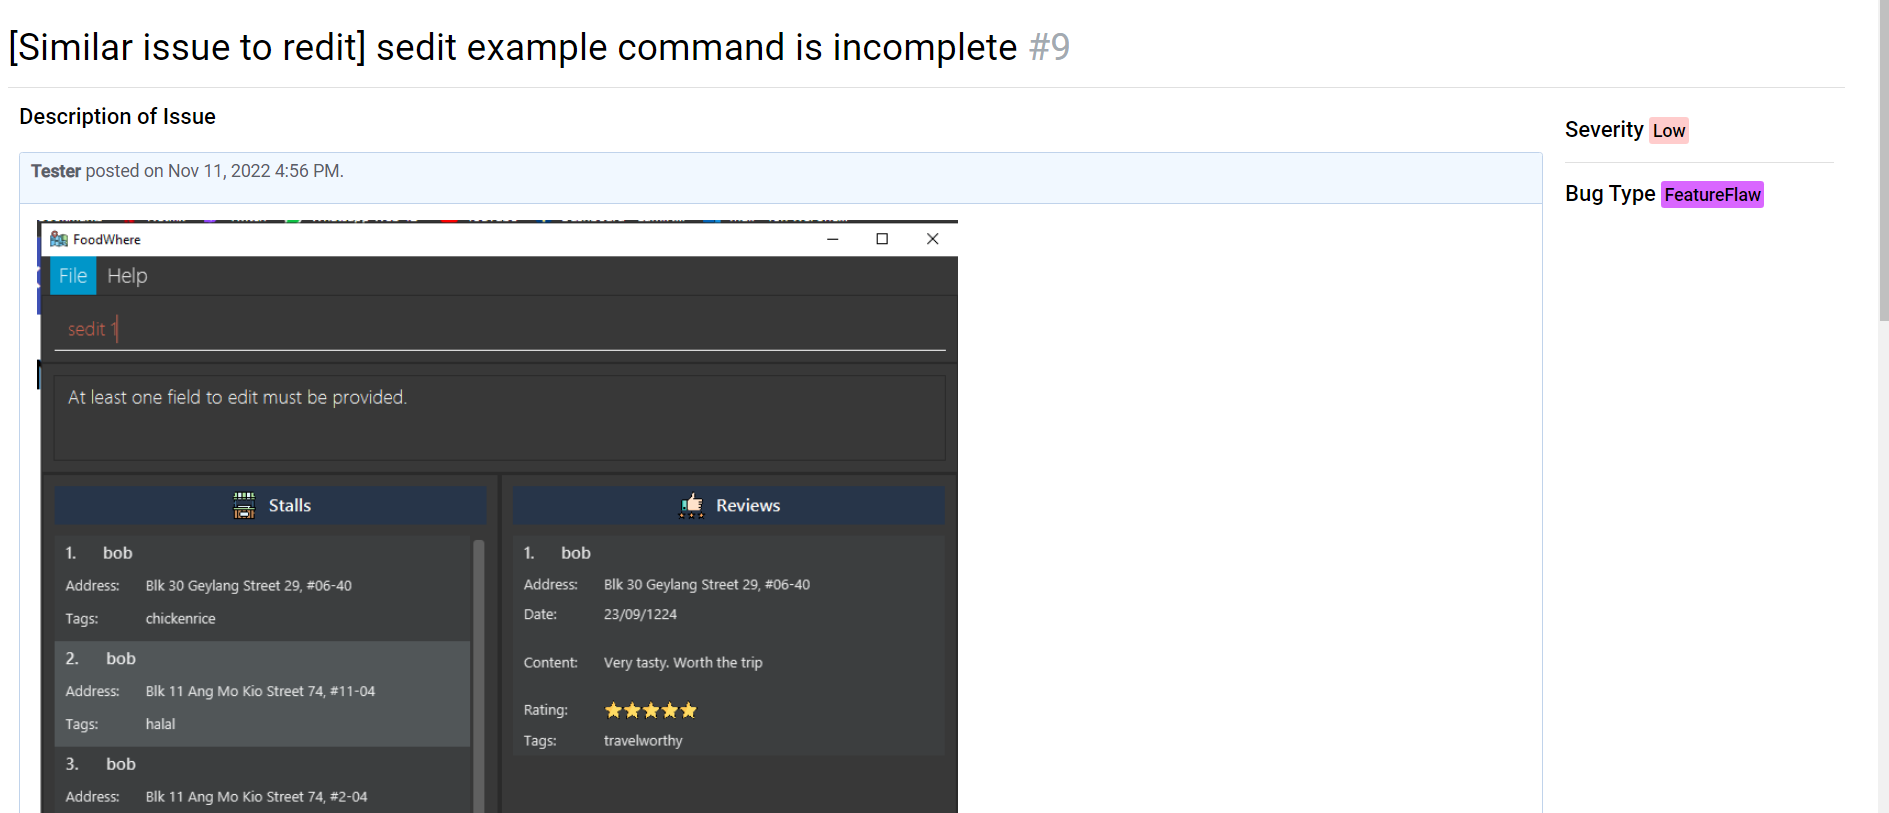 [Similar issue to redit] sedit example command is incomplete #9
Description of Issue
Severity Low
Tester posted on Nov 11, 2022 4:56 PM.
Bug Type FeatureFlaw
FoodWhere
File Help
sedit 1
At least one field to edit must be provided.
Stalls
1. bob
Address: Blk 30 Geylang Street 29, #06-40
Tags: chickenrice
2. bob
Address: Blk 11 Ang Mo Kio Street 74, #11-04
Tags: halal
3. bob
Address: Blk 11 Ang Mo Kio Street 74, #2-04
Reviews
1. bob
Address: Blk 30 Geylang Street 29, #06-40
Date: 23/09/1224
Content: Very tasty. Worth the trip
Rating:
Tags: travelworthy